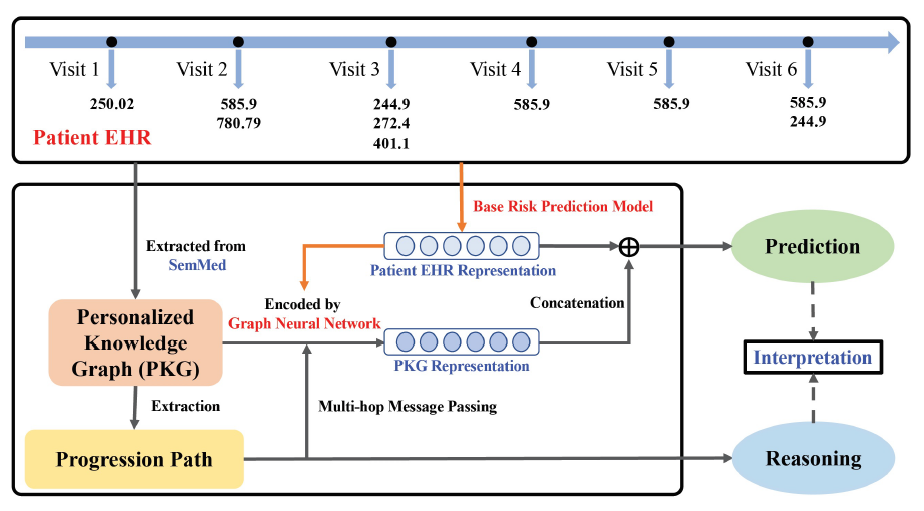 Visit 1
Visit 2
Visit 3
Visit 4
Visit 5
Visit 6
250.02
585.9
780.79
244.9
272.4
401.1
585.9
585.9
585.9
244.9
Patient EHR
Base Risk Prediction Model
Extracted from
SemMed
Patient EHR Representation
Prediction
Concatenation
Encoded by
Graph Neural Network
Personalized
Knowledge
Graph (PKG)
PKG Representation
Interpretation
Extraction
Multi-hop Message Passing
Progression Path
Reasoning